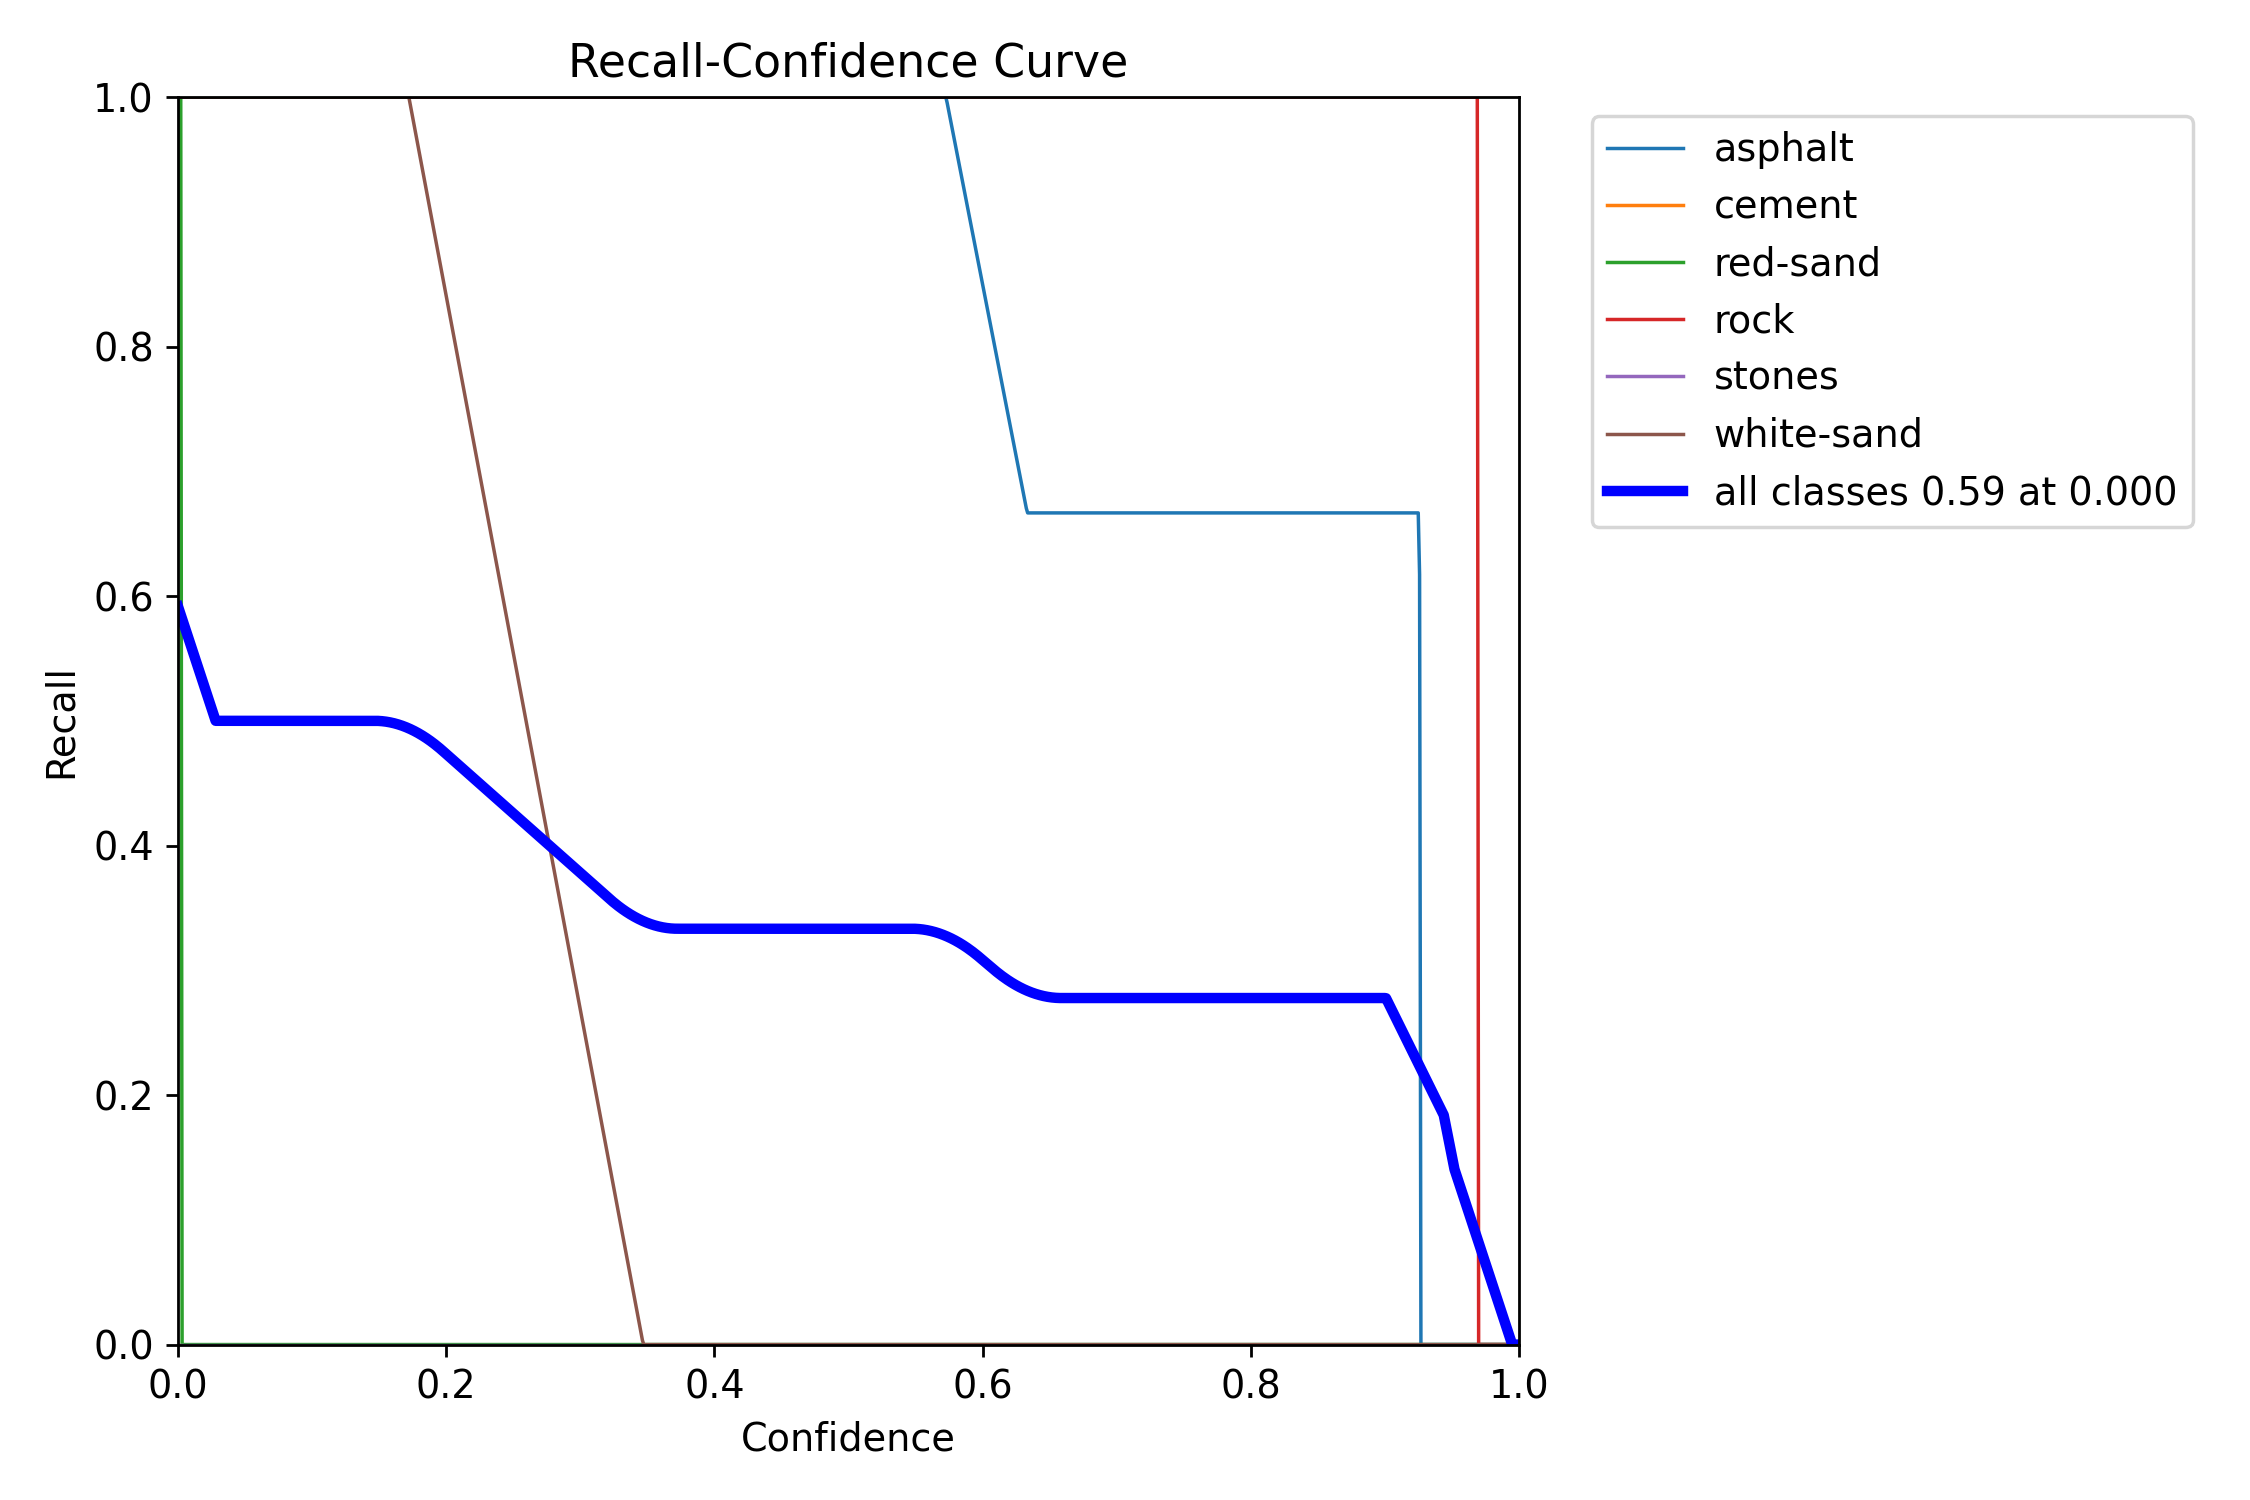 Recall-Confidence Curve
1.0
0.8
0.6
0.4
0.2
0.0
Recall
0.0 0.2 0.4 0.6 0.8 1.0
Confidence
asphalt
cement
red-sand
rock
stones
white-sand
all classes 0.59 at 0.000